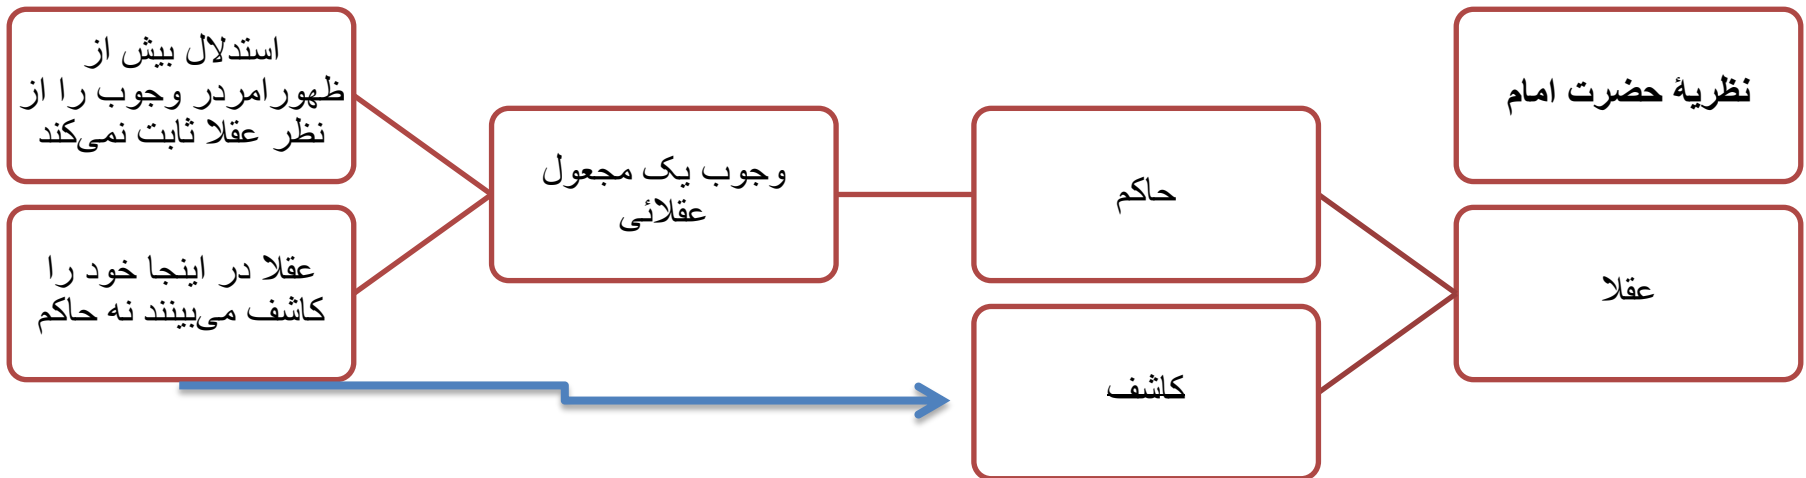 نظریهٔ حضرت امام
عقلا
حاکم
کاشف
وجوب یک مجعول
عقلائی
استدلال بیش از
ظهورامردر وجوب را از
نظر عقلا ثابت نمی‌کند
عقلا در اینجا خود را
کاشف می‌بینند نه حاکم